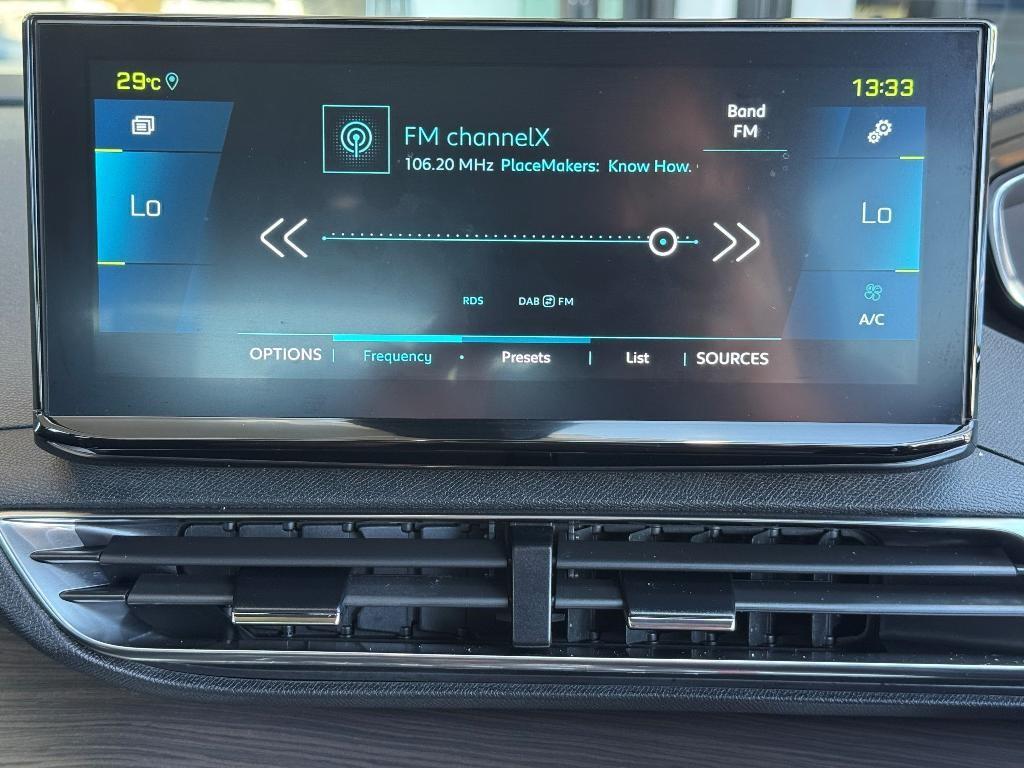 29°C
13:33
Band
FM
FM channelX
106.20 MHz PlaceMakers: Know How.
Lo
Lo
RDS
DAB FM
A/C
OPTIONS | Frequency • Presets | List | SOURCES